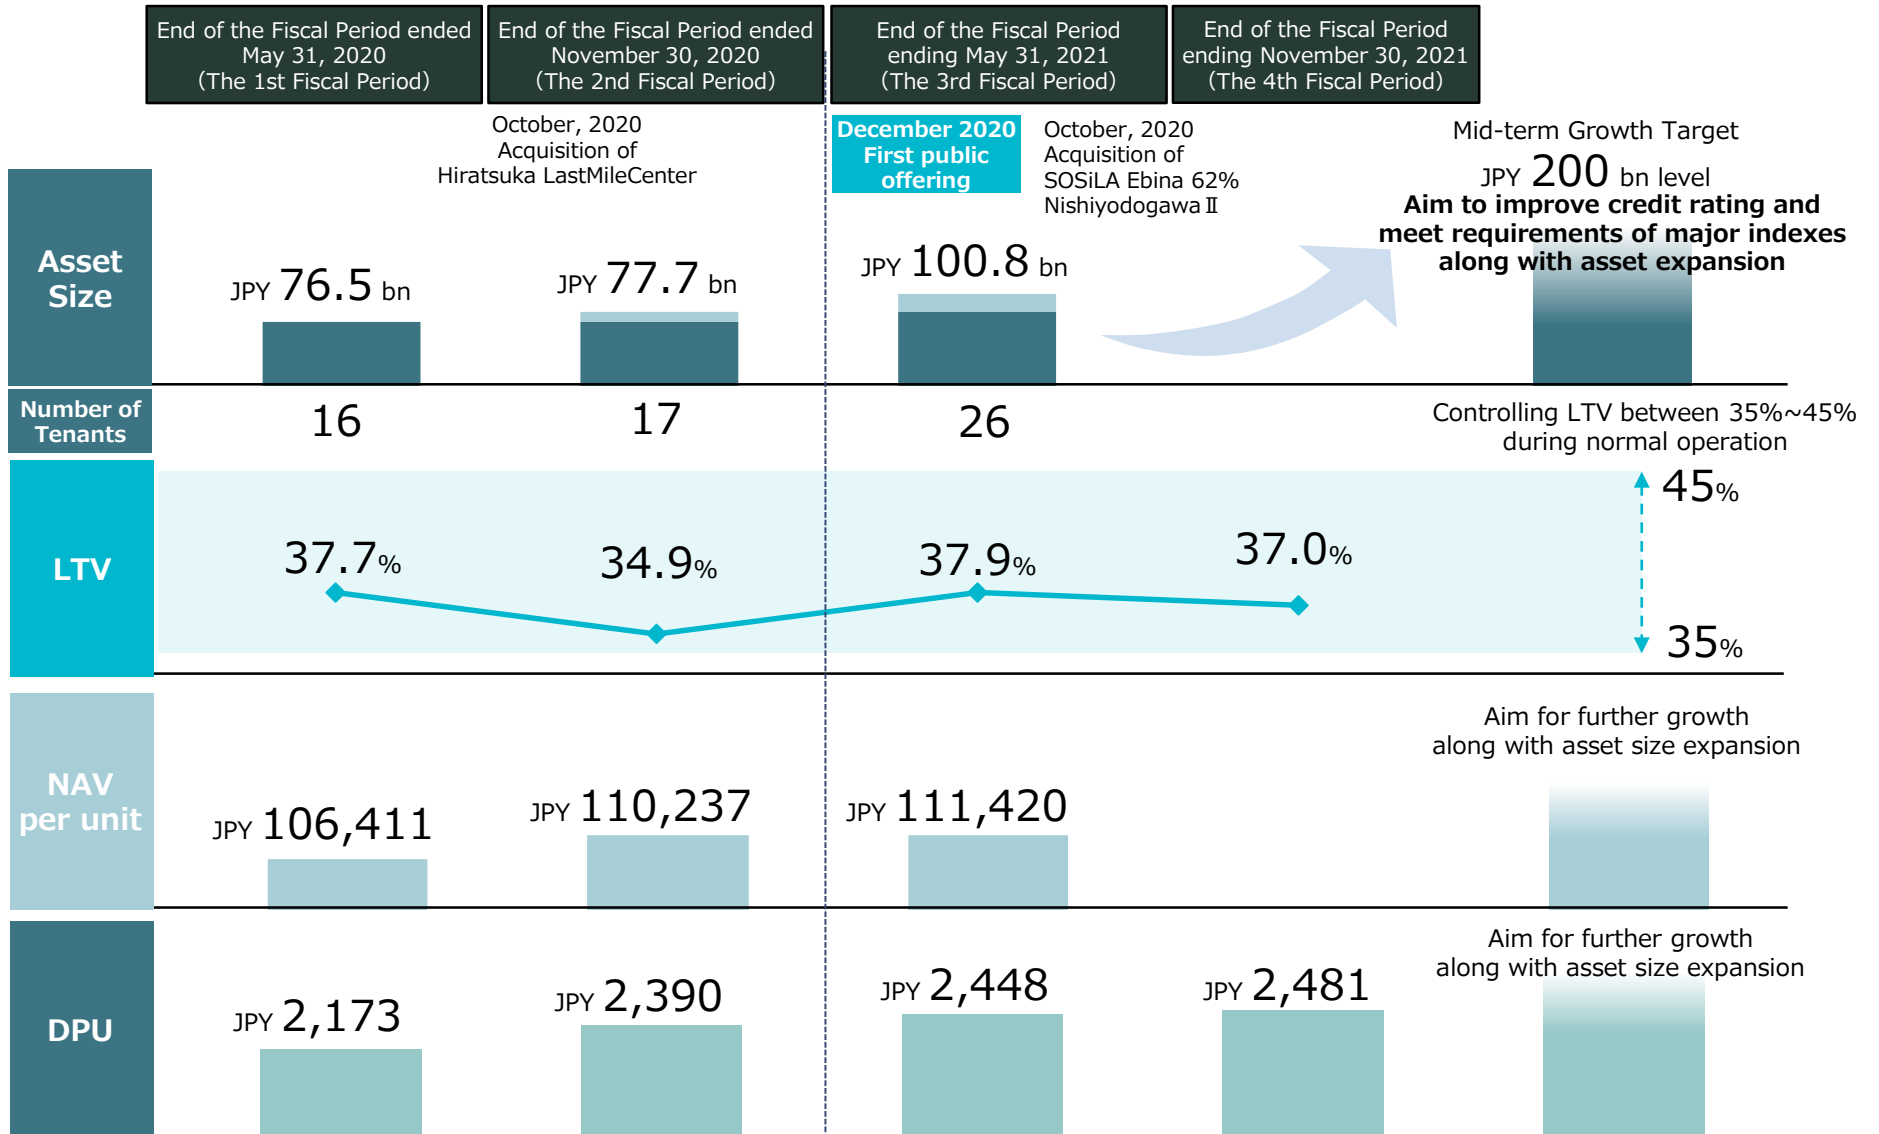 End of the Fiscal Period ended
May 31, 2020
(The 1st Fiscal Period)
End of the Fiscal Period ended
November 30, 2020
(The 2nd Fiscal Period)
End of the Fiscal Period
ending May 31, 2021
(The 3rd Fiscal Period)
End of the Fiscal Period
ending November 30, 2021
(The 4th Fiscal Period)
October, 2020
Acquisition of
Hiratsuka LastMileCenter
December 2020
First public
offering
October, 2020
Acquisition of
SOSiLA Ebina 62%
Nishiyodogawa Ⅱ
Mid-term Growth Target
JPY 200 bn level
Aim to improve credit rating and
meet requirements of major indexes
along with asset expansion
Asset
Size
JPY 76.5 bn
JPY 77.7 bn
JPY 100.8 bn
Number of
Tenants
16
17
26
Controlling LTV between 35%~45%
during normal operation
LTV
37.7%
34.9%
37.9%
37.0%
45%
35%
NAV
per unit
JPY 106,411
JPY 110,237
JPY 111,420
Aim for further growth
along with asset size expansion
DPU
JPY 2,173
JPY 2,390
JPY 2,448
JPY 2,481
Aim for further growth
along with asset size expansion